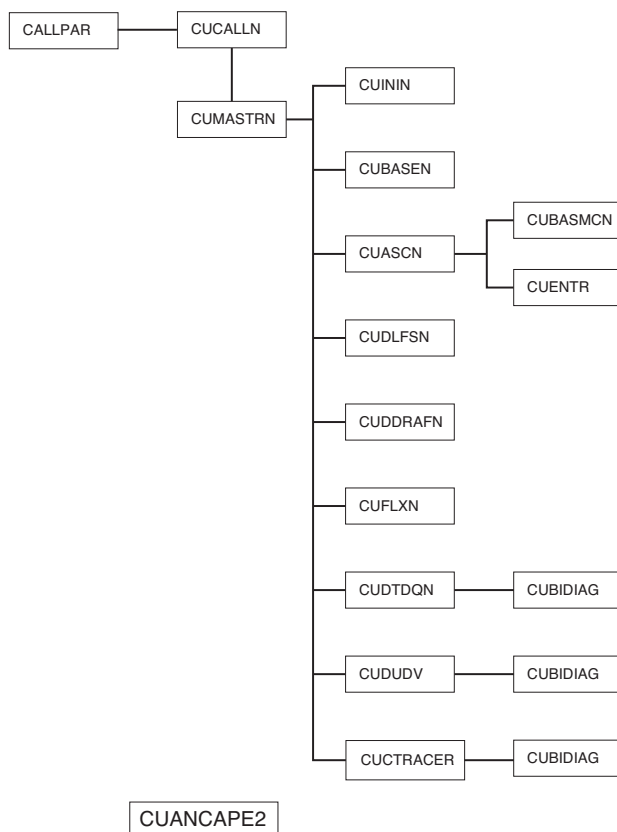 CALLPAR
CUCALLN
CUMASTRN
CUININ
CUBASEN
CUASCN
CUBASMCN
CUENTR
CUDLFSN
CUDDRAFN
CUFLXN
CUDTDQN
CUBIDIAG
CUDUDV
CUBIDIAG
CUCTRACER
CUBIDIAG
CUANCAPE2